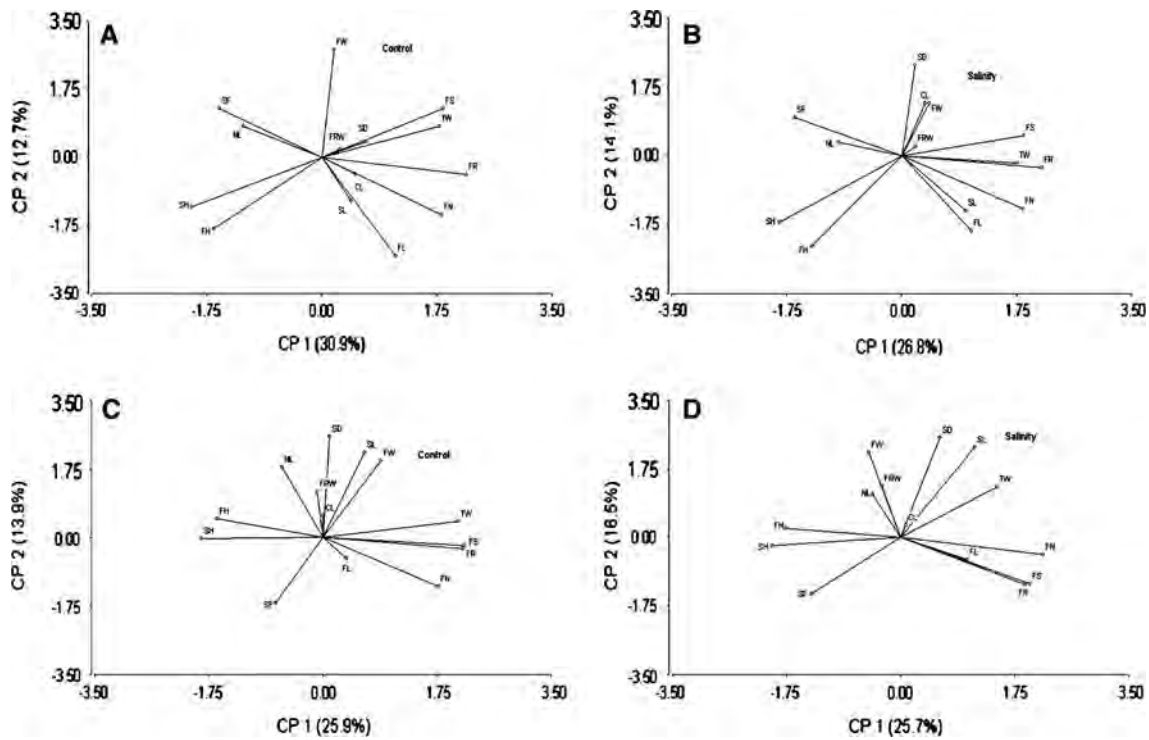 A
Control
3.50
1.75
0.00
-1.75
-3.50
CP 2 (12.7%)
FW
SF
NL
FS
TW
SD
FRW
FR
CL
SL
FN
SH
FH
FL
-3.50 -1.75 0.00 1.75 3.50
CP 1 (30.9%)
B
Salinity
3.50
1.75
0.00
-1.75
-3.50
CP 2 (14.1%)
SD
CL
FW
SF
FRW
FS
NL
TW
FR
SL
FN
SH
FL
FH
-3.50 -1.75 0.00 1.75 3.50
CP 1 (26.8%)
C
Control
3.50
1.75
0.00
-1.75
-3.50
CP 2 (13.9%)
SD
SL
NL
FW
FRW
CL
FH
TW
SH
FS
FR
FL
FN
SF
-3.50 -1.75 0.00 1.75 3.50
CP 1 (25.9%)
D
Salinity
3.50
1.75
0.00
-1.75
-3.50
CP 2 (16.5%)
SD
FW
SL
FRW
NL
TW
CL
FH
SH
FL
FN
FS
SF
FR
-3.50 -1.75 0.00 1.75 3.50
CP 1 (25.7%)